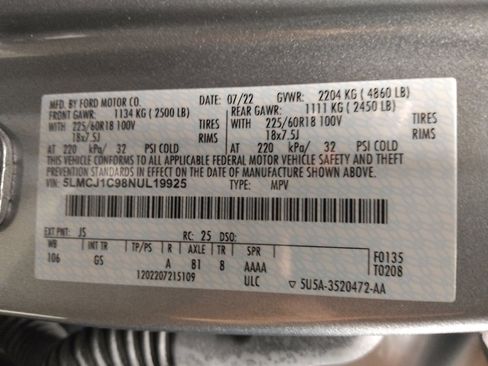 MFD. BY FORD MOTOR CO. DATE: 07/22 GVWR: 2204 KG ( 4860 LB)
FRONT GAWR: 1134 KG ( 2500 LB) REAR GAWR: 1111 KG ( 2450 LB)
WITH 225/60R18 100V TIRES WITH 225/60R18 100V TIRES
18x7.5J RIMS 18x7.5J RIMS
AT 220 kPa/ 32 PSI COLD AT 220 kPa/ 32 PSI COLD
THIS VEHICLE CONFORMS TO ALL APPLICABLE FEDERAL MOTOR VEHICLE SAFETY AND THEFT
PREVENTION STANDARDS IN EFFECT ON THE DATE OF MANUFACTURE SHOWN ABOVE.
VIN: 5LMCJ1C98NUL19925 TYPE: MPV
EXT PNT: JS RC: 25 DSO:
WB INT TR TP/PS R AXLE TR SPR F0135
106 GS A 81 8 AAAA T0208
1202207215109 ULC ▽ 5U5A-3520472-AA